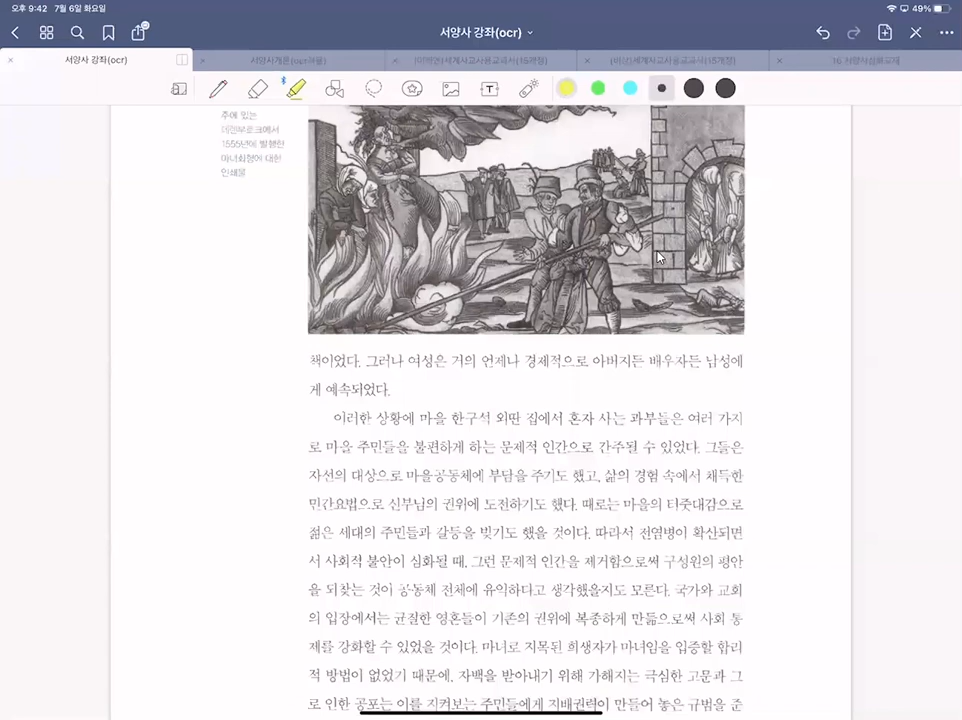 오후 9:42 7월 6일 화요일
49%
서양사 강좌(ocr)
서양사 강좌(ocr)
주에 있는
데렌부르크에서
1555년에 발행한
마녀화형에 대한
인쇄물
책이었다. 그러나 여성은 거의 언제나 경제적으로 아버지든 배우자든 남성에
게 예속되었다.
이러한 상황에 마을 한구석 외딴 집에서 혼자 사는 과부들은 여러 가지
로 마을 주민들을 불편하게 하는 문제적 인간으로 간주될 수 있었다. 그들은
자선의 대상으로 마을공동체에 부담을 주기도 했고, 삶의 경험 속에서 체득한
민간요법으로 신부님의 권위에 도전하기도 했다. 때로는 마을의 터줏대감으로
젊은 세대의 주민들과 갈등을 빚기도 했을 것이다. 따라서 전염병이 확산되면
서 사회적 불안이 심화될 때, 그런 문제적 인간을 제거함으로써 구성원의 평안
을 되찾는 것이 공동체 전체에 유익하다고 생각했을지도 모른다. 국가와 교회
의 입장에서는 균질한 영혼들이 기존의 권위에 복종하게 만듦으로써 사회 통
제를 강화할 수 있었을 것이다. 마녀로 지목된 희생자가 마녀임을 입증할 합리
적 방법이 없었기 때문에, 자백을 받아내기 위해 가해지는 극심한 고문과 그
로 인한 공포는 이를 지켜보는 주민들에게 지배권력이 만들어 놓은 규범을 준